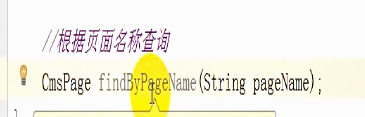 //根据页面名称查询
CmsPage findByPageName(String pageName);
}